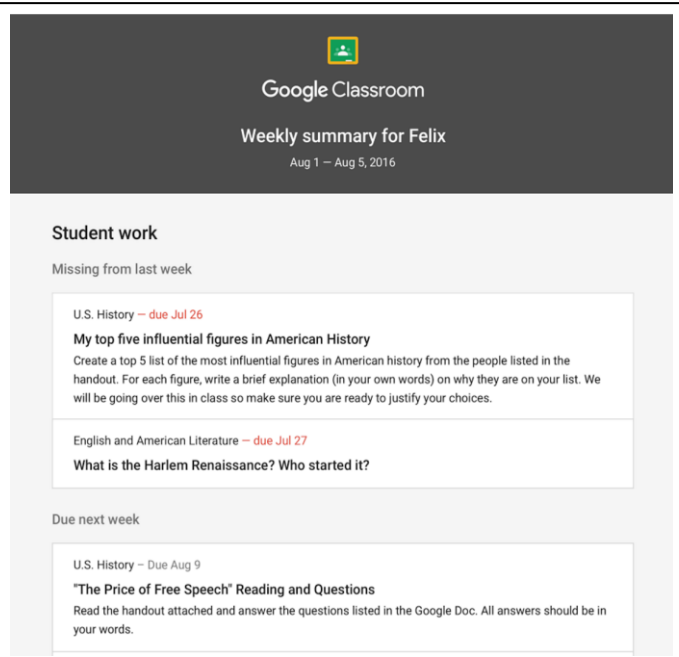 Google Classroom
Weekly summary for Felix
Aug 1 — Aug 5, 2016
Student work
Missing from last week
U.S. History — due Jul 26
My top five influential figures in American History
Create a top 5 list of the most influential figures in American history from the people listed in the
handout. For each figure, write a brief explanation (in your own words) on why they are on your list. We
will be going over this in class so make sure you are ready to justify your choices.
English and American Literature — due Jul 27
What is the Harlem Renaissance? Who started it?
Due next week
U.S. History – Due Aug 9
"The Price of Free Speech" Reading and Questions
Read the handout attached and answer the questions listed in the Google Doc. All answers should be in
your words.